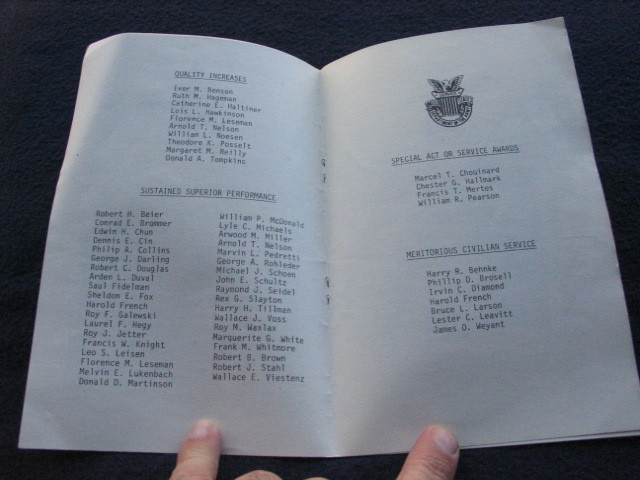 QUALITY INCREASES
Iver M. Benson
Ruth M. Hageman
Catherine E. Haltiner
Lois L. Hawkinson
Florence M. Leseman
Arnold T. Nelson
William L. Noesen
Theodore X. Posselt
Margaret M. Reilly
Donald A. Tompkins
SUSTAINED SUPERIOR PERFORMANCE
Robert H. Beier
Conrad E. Brommer
Edwin H. Chun
Dennis E. Cin
Philip A. Collins
George J. Darling
Robert C. Douglas
Arden L. Duval
Saul Fidelman
Sheldon E. Fox
Harold French
Roy F. Galewski
Laurel F. Hegy
Roy J. Jetter
Francis W. Knight
Leo S. Leisen
Florence M. Leseman
Melvin E. Lukenbach
Donald D. Martinson
William P. McDonald
Lyle C. Michaels
Arwood M. Miller
Arnold T. Nelson
Marvin L. Pedretti
George A. Rohleder
Michael J. Schoen
John E. Schultz
Raymond J. Seidel
Rex G. Slayton
Harry H. Tillman
Wallace J. Voss
Roy M. Waxlax
Marguerite G. White
Frank M. Whitmore
Robert B. Brown
Robert J. Stahl
Wallace E. Viestenz
SPECIAL ACT OR SERVICE AWARDS
Marcel T. Chouinard
Chester G. Hallmark
Francis T. Mertes
William R. Pearson
MERITORIOUS CIVILIAN SERVICE
Harry R. Behnke
Phillip D. Brosell
Irvin C. Diamond
Harold French
Bruce L. Larson
Lester C. Leavitt
James O. Weyant